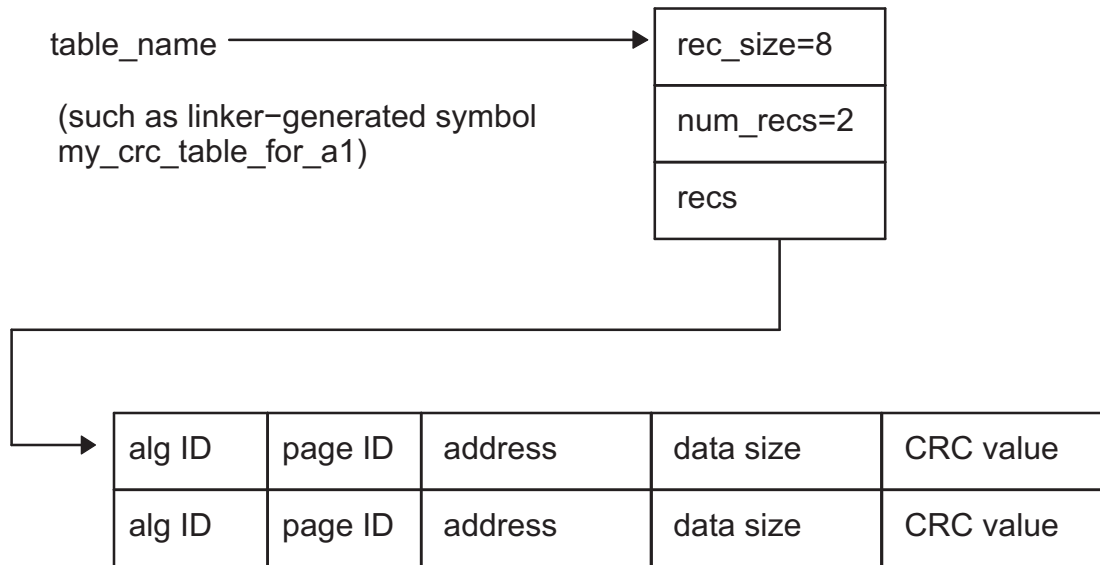 table_name
rec_size=8
(such as linker−generated symbol
my_crc_table_for_a1)
num_recs=2
recs
alg ID page ID address data size CRC value
alg ID page ID address data size CRC value